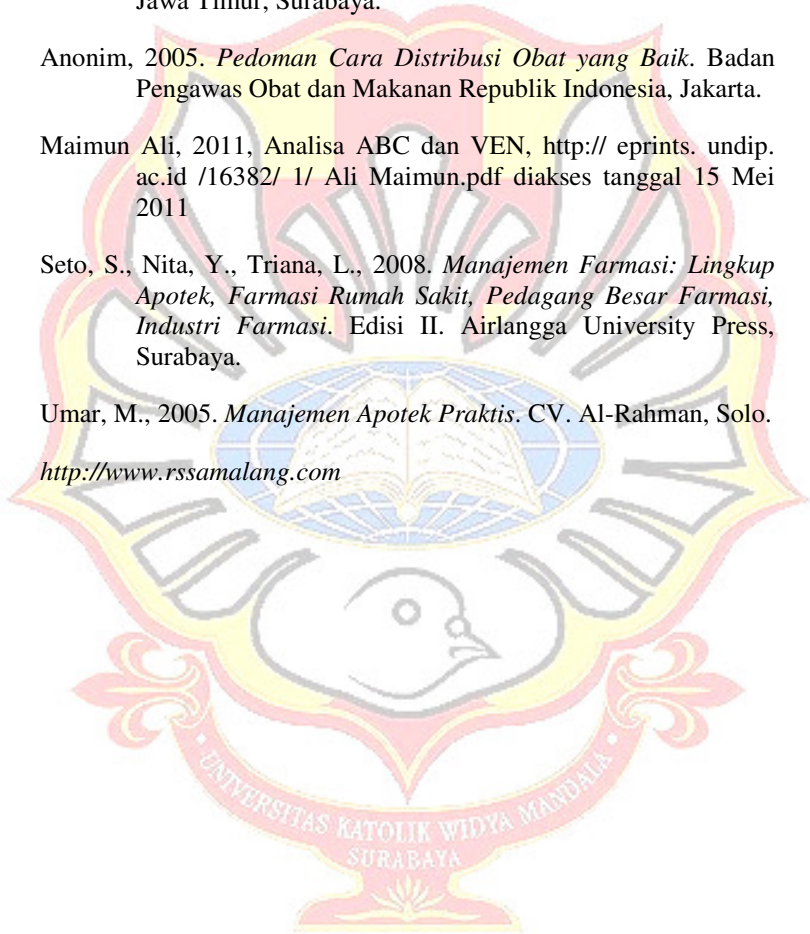 Jawa Timur, Surabaya.
Anonim, 2005. Pedoman Cara Distribusi Obat yang Baik. Badan
Pengawas Obat dan Makanan Republik Indonesia, Jakarta.
Maimun Ali, 2011, Analisa ABC dan VEN, http:// eprints. undip.
ac.id /16382/ 1/ Ali Maimun.pdf diakses tanggal 15 Mei
2011
Seto, S., Nita, Y., Triana, L., 2008. Manajemen Farmasi: Lingkup
Apotek, Farmasi Rumah Sakit, Pedagang Besar Farmasi,
Industri Farmasi. Edisi II. Airlangga University Press,
Surabaya.
Umar, M., 2005. Manajemen Apotek Praktis. CV. Al-Rahman, Solo.
http://www.rssamalang.com
UNIVERSITAS KATOLIK WIDYA MANDALA
SURABAYA